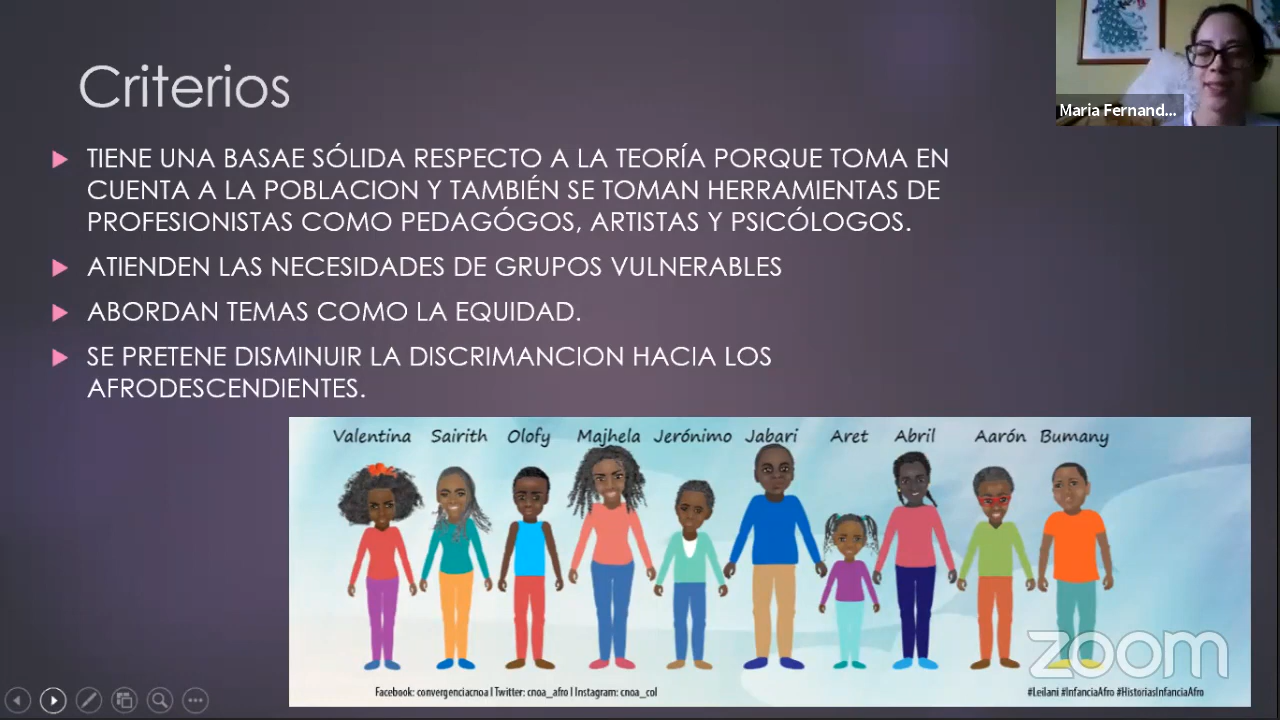 Criterios
TIENE UNA BASAE SÓLIDA RESPECTO A LA TEORÍA PORQUE TOMA EN
CUENTA A LA POBLACION Y TAMBIÉN SE TOMAN HERRAMIENTAS DE
PROFESIONISTAS COMO PEDAGÓGOS, ARTISTAS Y PSICÓLOGOS.
ATIENDEN LAS NECESIDADES DE GRUPOS VULNERABLES
ABORDAN TEMAS COMO LA EQUIDAD.
SE PRETENE DISMINUIR LA DISCRIMANCION HACIA LOS
AFRODESCENDIENTES.
Maria Fernand...
Valentina Sairith Olofy Majhela Jerónimo Jabari Aret Abril Aarón Bumany
zoom
Facebook: convergenciacnoa I Twitter: cnoa_afro I Instagram: cnoa_col
#Leilani #InfanciaAfro #HistoriasInfanciaAfro